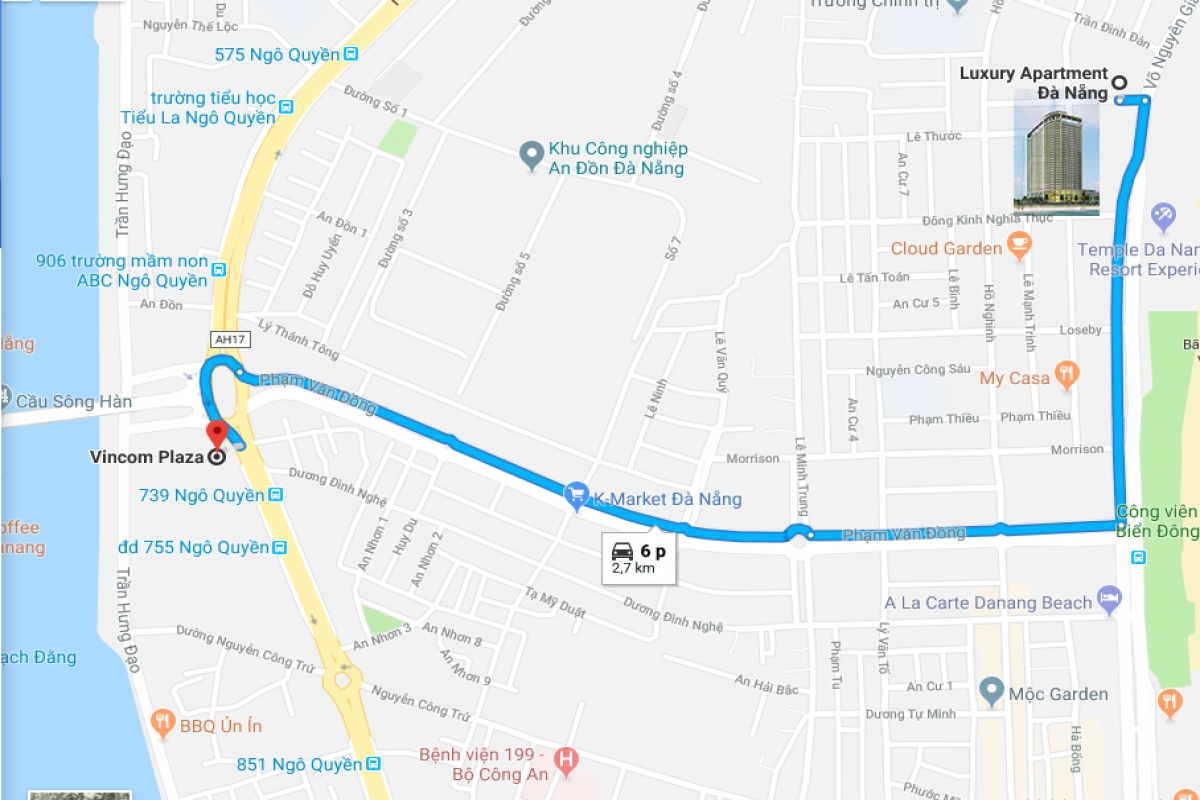 Nguyễn Thế Lộc
575 Ngô Quyền
trường tiểu học
Tiểu La Ngô Quyền
Trần Hưng Đạo
Đường Số 1
Đường số 4
Khu Công nghiệp
An Đồn Đà Nẵng
Trần Đình Đàn
Luxury Apartment
Đà Nẵng
Lê Thước
An Cư 7
Đông Kinh Nghĩa Thục
Cloud Garden
Temple Da Nan
Resort Experie
An Đồn 1
Đỗ Huy Uyển
Đường số 3
Đường số 5
Số 7
906 trường mầm non
ABC Ngô Quyền
An Đồn
Lê Tấn Toán
Lê Bình
An Cư 5
Hồ Nghinh
Lê Mạnh Trinh
Loseby
AH17
Lý Thánh Tông
Lê Văn Quý
Lê Ninh
Nguyễn Công Sáu
My Casa
Phạm Văn Đồng
Cầu Sông Hàn
An Cư 4
Phạm Thiều
Phạm Thiều
Morrison
Morrison
Lê Minh Trung
Vincom Plaza
739 Ngô Quyền
Dương Đình Nghệ
K-Market Đà Nẵng
Công viên
Biển Đông
Phạm Văn Đồng
6 p
2,7 km
đd 755 Ngô Quyền
An Nhơn 1
Huy Du
An Nhơn 2
Tạ Mỹ Duật
Dương Đình Nghệ
A La Carte Danang Beach
Trần Hưng Đạo
Dường Nguyễn Công Trứ
An Nhơn 3
An Nhơn 8
An Nhơn 9
Lý Văn Tố
Phạm Tu
An Hải Bắc
An Cư 1
Mộc Garden
Dương Tự Minh
Nguyễn Công Trứ
BBQ Ủn Ỉn
851 Ngô Quyền
Bệnh viện 199 -
Bộ Công An
Hà Bổng